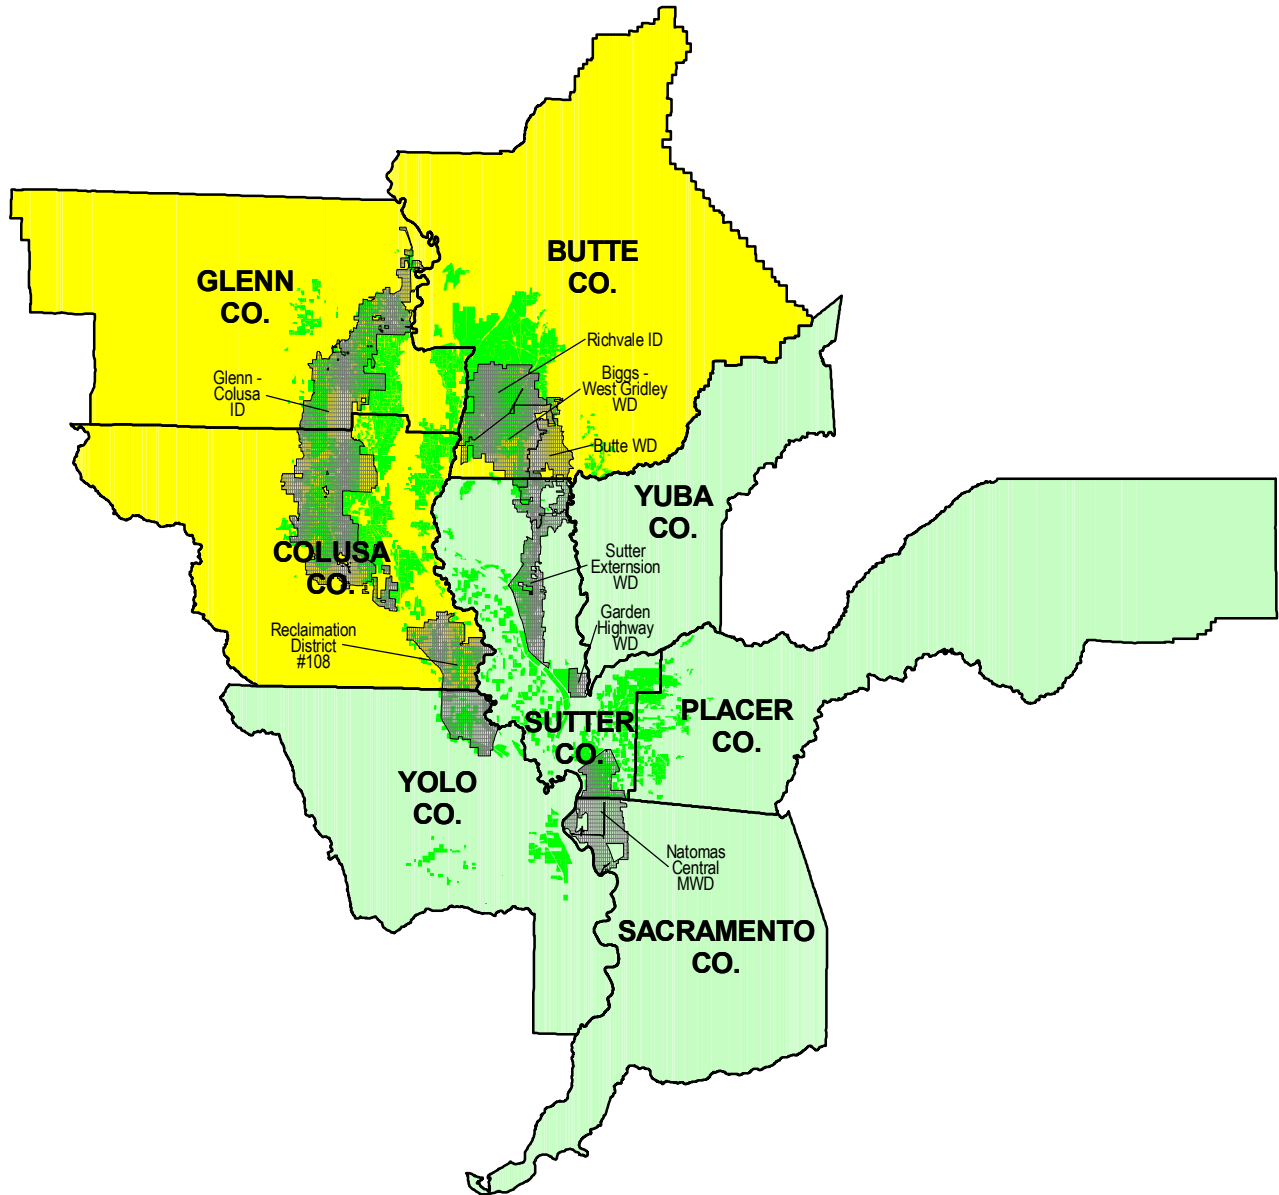 BUTTE
CO.
GLENN
CO.
Richvale ID
Biggs -
West Gridley
WD
Glenn -
Colusa
ID
Butte WD
YUBA
CO.
COLUSA
CO.
Sutter
Externsion
WD
Garden
Highway
WD
Reclaimation
District
#108
SUTTER
CO.
PLACER
CO.
YOLO
CO.
Natomas
Central
MWD
SACRAMENTO
CO.